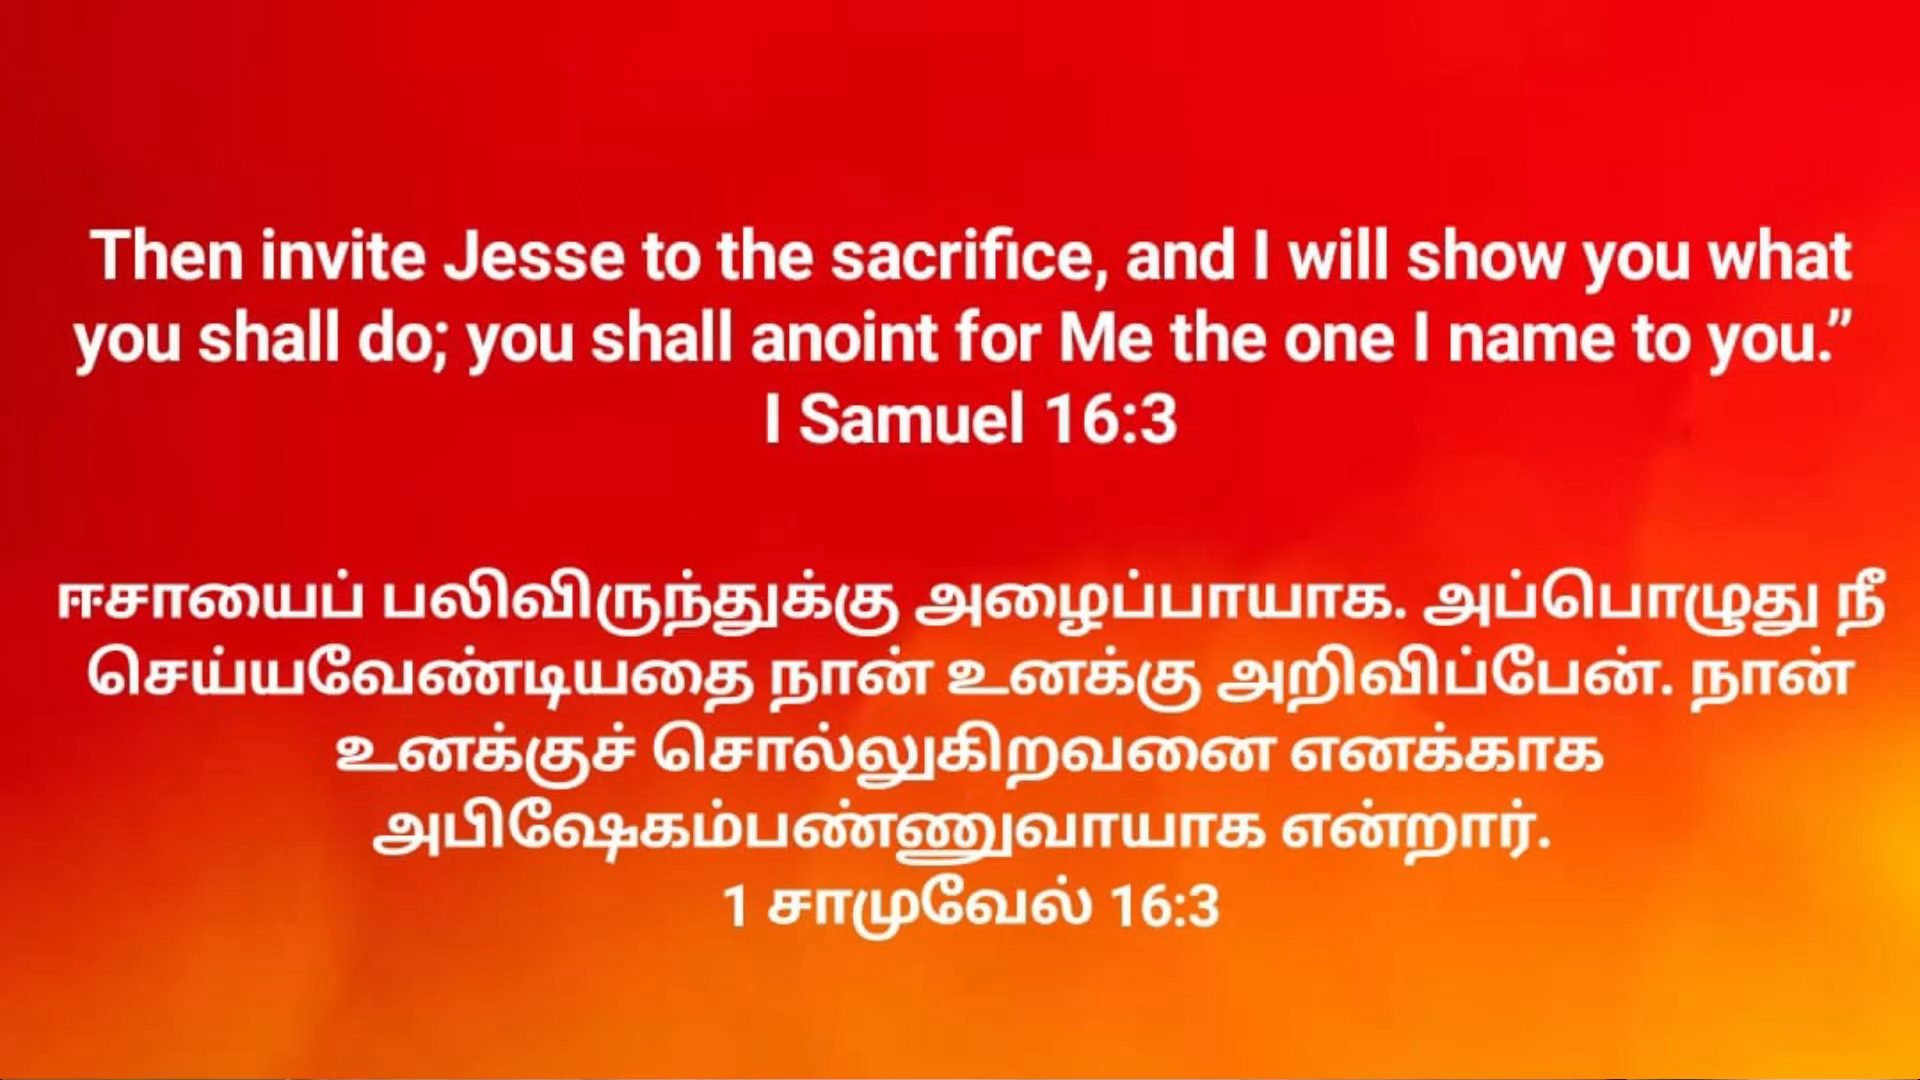 Then invite Jesse to the sacrifice, and I will show you what
you shall do; you shall anoint for Me the one I name to you.”
I Samuel 16:3
ஈசாயைப் பலிவிருந்துக்கு அழைப்பாயாக. அப்பொழுது நீ
செய்யவேண்டியதை நான் உனக்கு அறிவிப்பேன். நான்
உனக்குச் சொல்லுகிறவனை எனக்காக
அபிஷேகம்பண்ணுவாயாக என்றார்.
1 சாமுவேல் 16:3